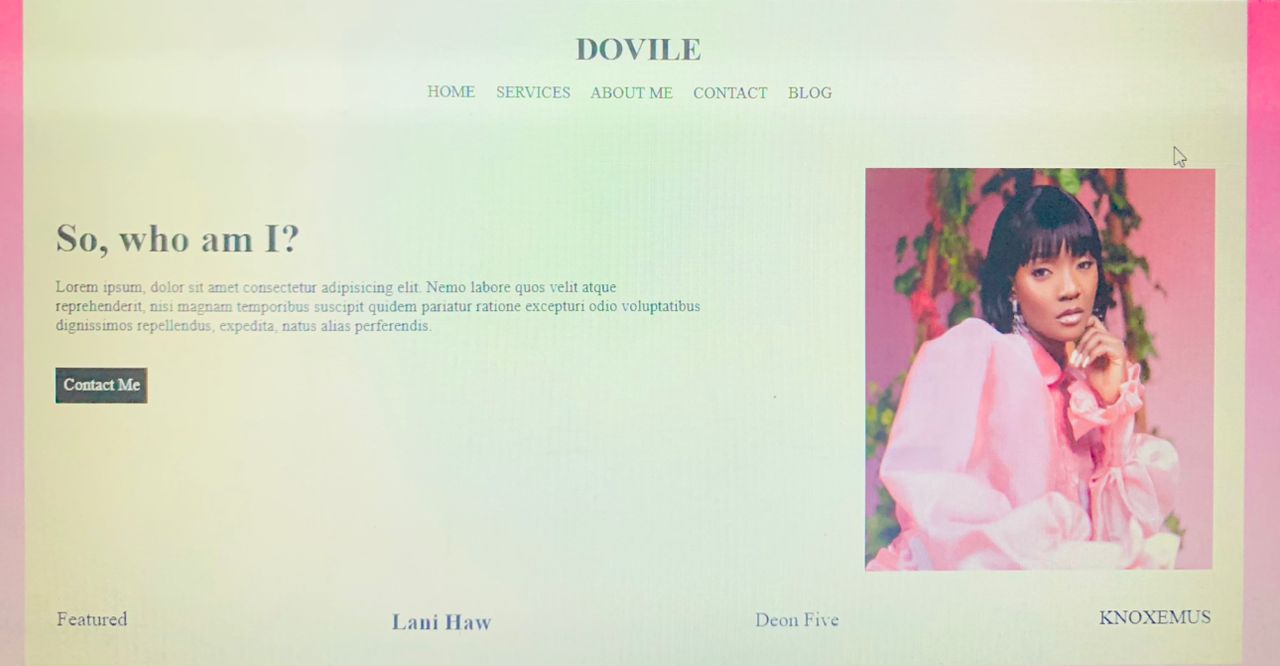 DOVILE
HOME SERVICES ABOUT ME CONTACT BLOG
So, who am I?
Lorem ipsum, dolor sit amet consectetur adipisicing elit. Nemo labore quos velit atque
reprehenderit, nisi magnam temporibus suscipit quidem pariatur ratione excepturi odio voluptatibus
dignissimos repellendus, expedita, natus alias perferendis.
Contact Me
Featured Lani Haw Deon Five KNOXEMUS